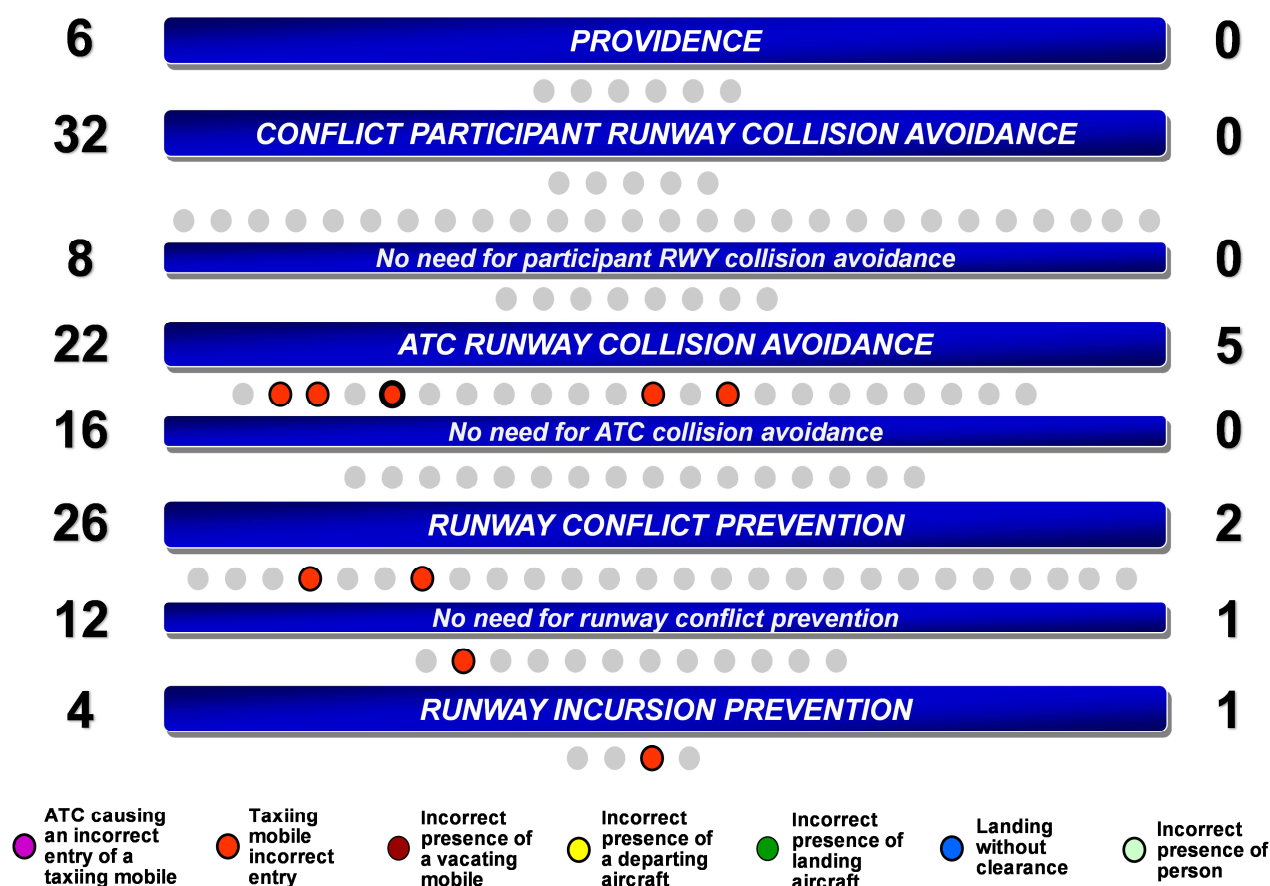 6 PROVIDENCE 0
32 CONFLICT PARTICIPANT RUNWAY COLLISION AVOIDANCE 0
8 No need for participant RWY collision avoidance 0
22 ATC RUNWAY COLLISION AVOIDANCE 5
16 No need for ATC collision avoidance 0
26 RUNWAY CONFLICT PREVENTION 2
12 No need for runway conflict prevention 1
4 RUNWAY INCURSION PREVENTION 1
ATC causing
an incorrect
entry of a
taxiing mobile
Taxiing
mobile
incorrect
entry
Incorrect
presence of
a vacating
mobile
Incorrect
presence of
a departing
aircraft
Incorrect
presence of
landing
aircraft
Landing
without
clearance
Incorrect
presence of
person